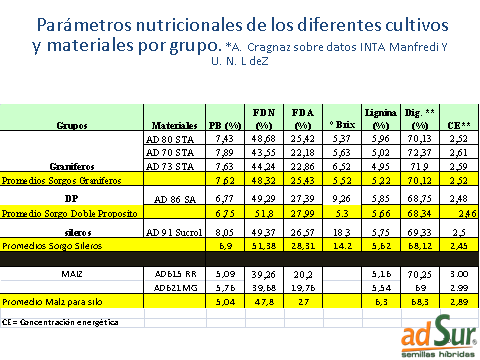 Parámetros nutricionales de los diferentes cultivos
y materiales por grupo. *A. Cragnaz sobre datos INTA Manfredi Y
U. N. L deZ
Grupos Materiales PB (%) FDN (%) FDA (%) ° Brix Lignina (%) Dig. ** (%) CE**
AD 80 STA 7,43 48,68 25,42 5,37 5,96 70,13 2,52
AD 70 STA 7,89 43,55 22,18 5,63 5,02 72,37 2,61
Graníferos AD 73 STA 7,63 44,24 22,86 6,52 4,95 71,9 2,59
Promedios Sorgos Graniferos 7,62 48,32 25,43 5,52 5,22 70,12 2,52
DP AD 86 SA 6,77 49,29 27,39 9,26 5,85 68,75 2,48
Promedio Sorgo Doble Proposito 6,75 51,8 27,99 5.3 5,66 68,34 2,46
sileros AD 91 Sucrol 8,05 49,37 26,57 18.3 5,75 69,33 2,5
Promedios Sorgo Sileros 6,9 51,38 28,31 14.2 5,62 68,12 2,45
MAIZ AD615 RR 5,09 39,26 20,2 5,16 70,25 3.00
AD621MG 5,76 39,68 19,76 5,54 69 2.99
Promedio Maíz para silo 5,04 47,8 27 6,3 68,3 2,89
CE = Concentración energética
adSur.
semillas híbridas